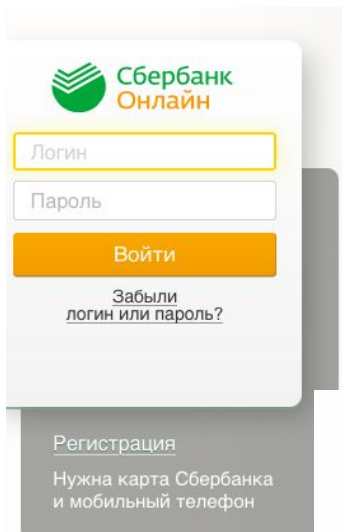 Сбербанк
Онлайн
Логин
Пароль
Войти
Забыли
логин или пароль?
Регистрация
Нужна карта Сбербанка
и мобильный телефон